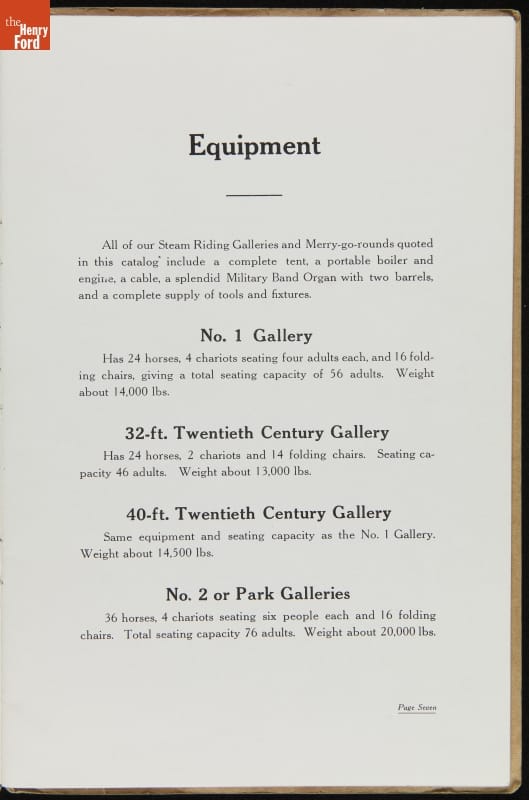 the
Henry
Ford
Equipment
All of our Steam Riding Galleries and Merry-go-rounds quoted
in this catalog include a complete tent, a portable boiler and
engine, a cable, a splendid Military Band Organ with two barrels,
and a complete supply of tools and fixtures.
No. 1 Gallery
Has 24 horses, 4 chariots seating four adults each, and 16 fold-
ing chairs, giving a total seating capacity of 56 adults. Weight
about 14,000 lbs.
32-ft. Twentieth Century Gallery
Has 24 horses, 2 chariots and 14 folding chairs. Seating ca-
pacity 46 adults. Weight about 13,000 lbs.
40-ft. Twentieth Century Gallery
Same equipment and seating capacity as the No. 1 Gallery.
Weight about 14,500 lbs.
No. 2 or Park Galleries
36 horses, 4 chariots seating six people each and 16 folding
chairs. Total seating capacity 76 adults. Weight about 20,000 lbs.
Page Seven